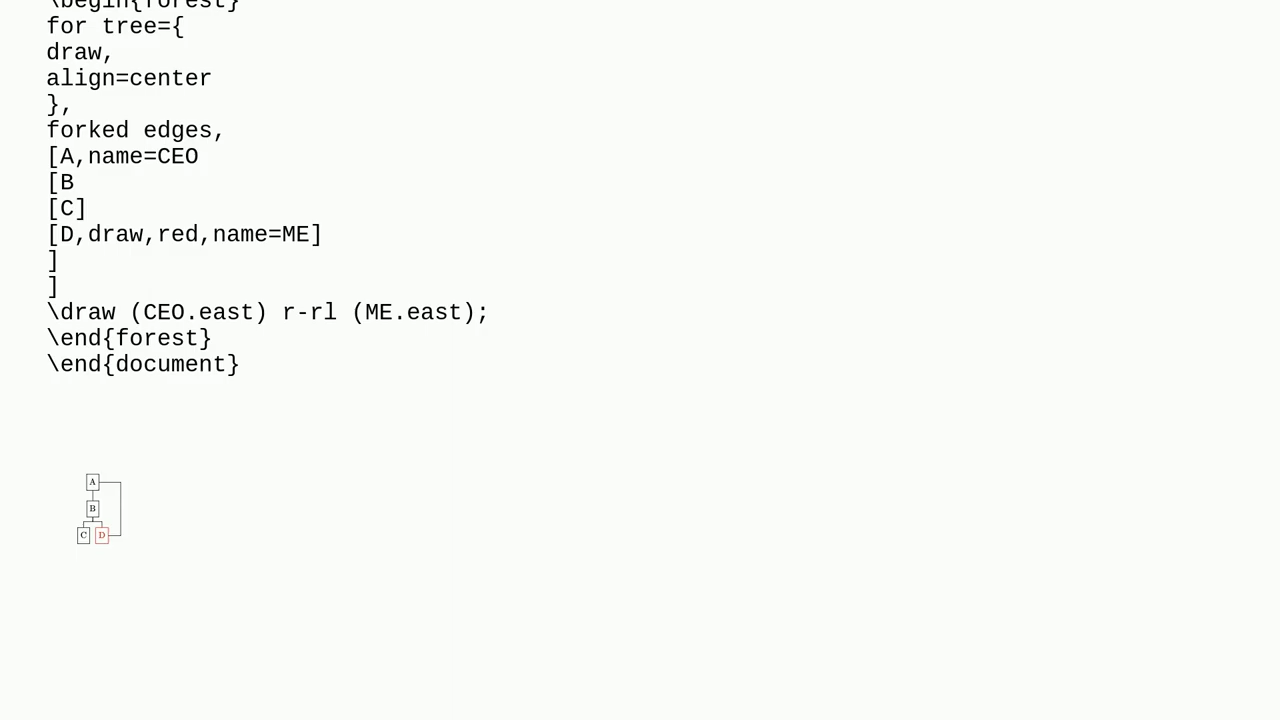 \begin{forest}
for tree={
draw,
align=center
},
forked edges,
[A,name=CEO
[B
[C]
[D,draw,red,name=ME]
]
]
\draw (CEO.east) r-rl (ME.east);
\end{forest}
\end{document}
A
B
C D